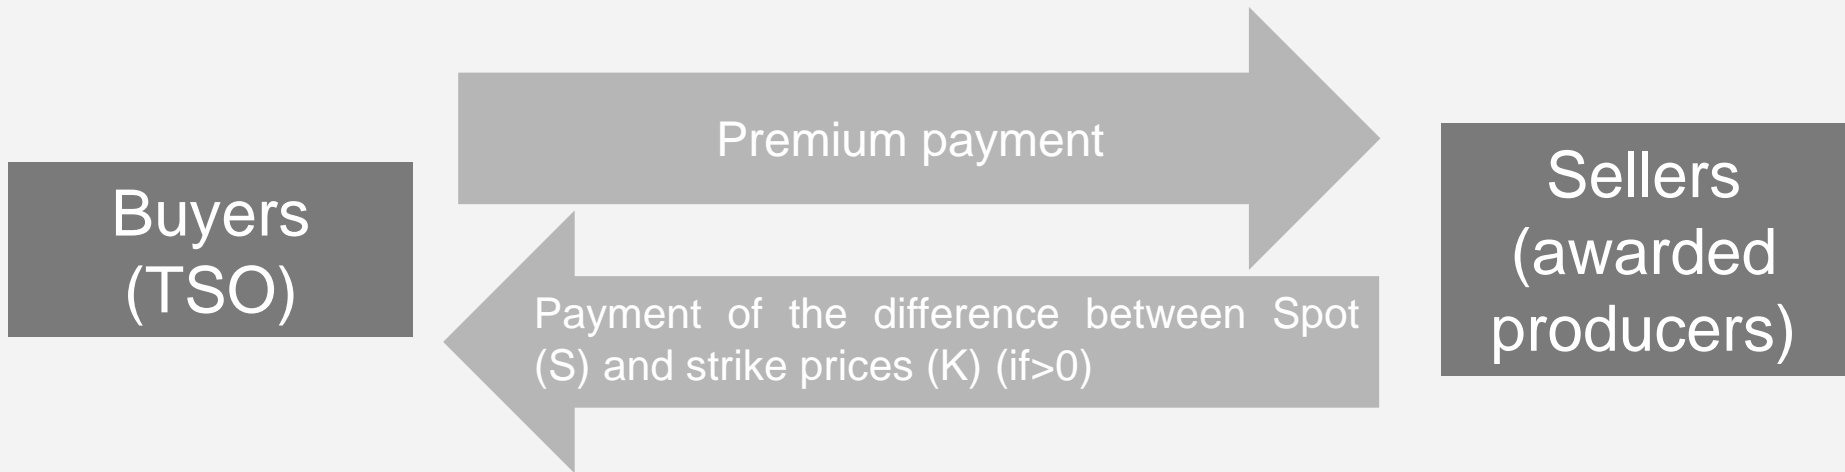 Buyers
(TSO)
Premium payment
Payment of the difference between Spot
(S) and strike prices (K) (if>0)
Sellers
(awarded
producers)